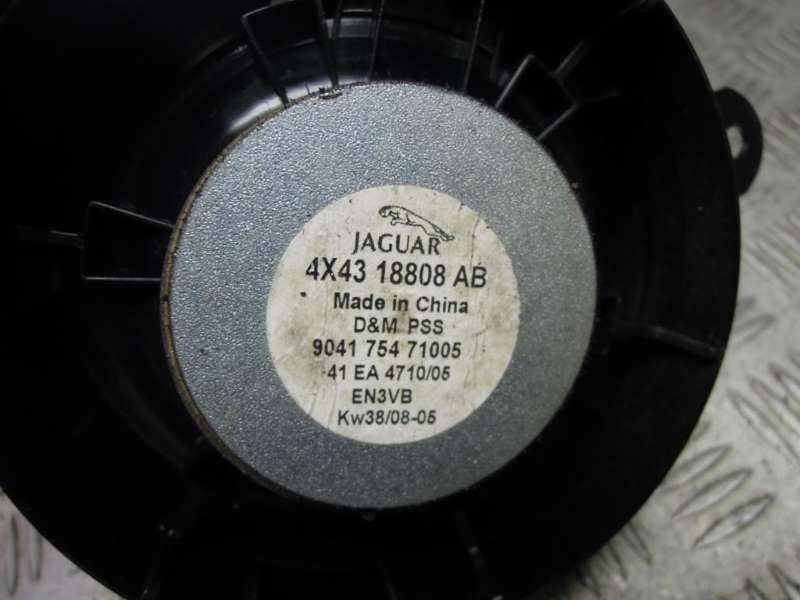 JAGUAR
4X43 18808 AB
Made in China
D&M PSS
9041 754 71005
41 EA 4710/05
EN3VB
Kw38/08-05